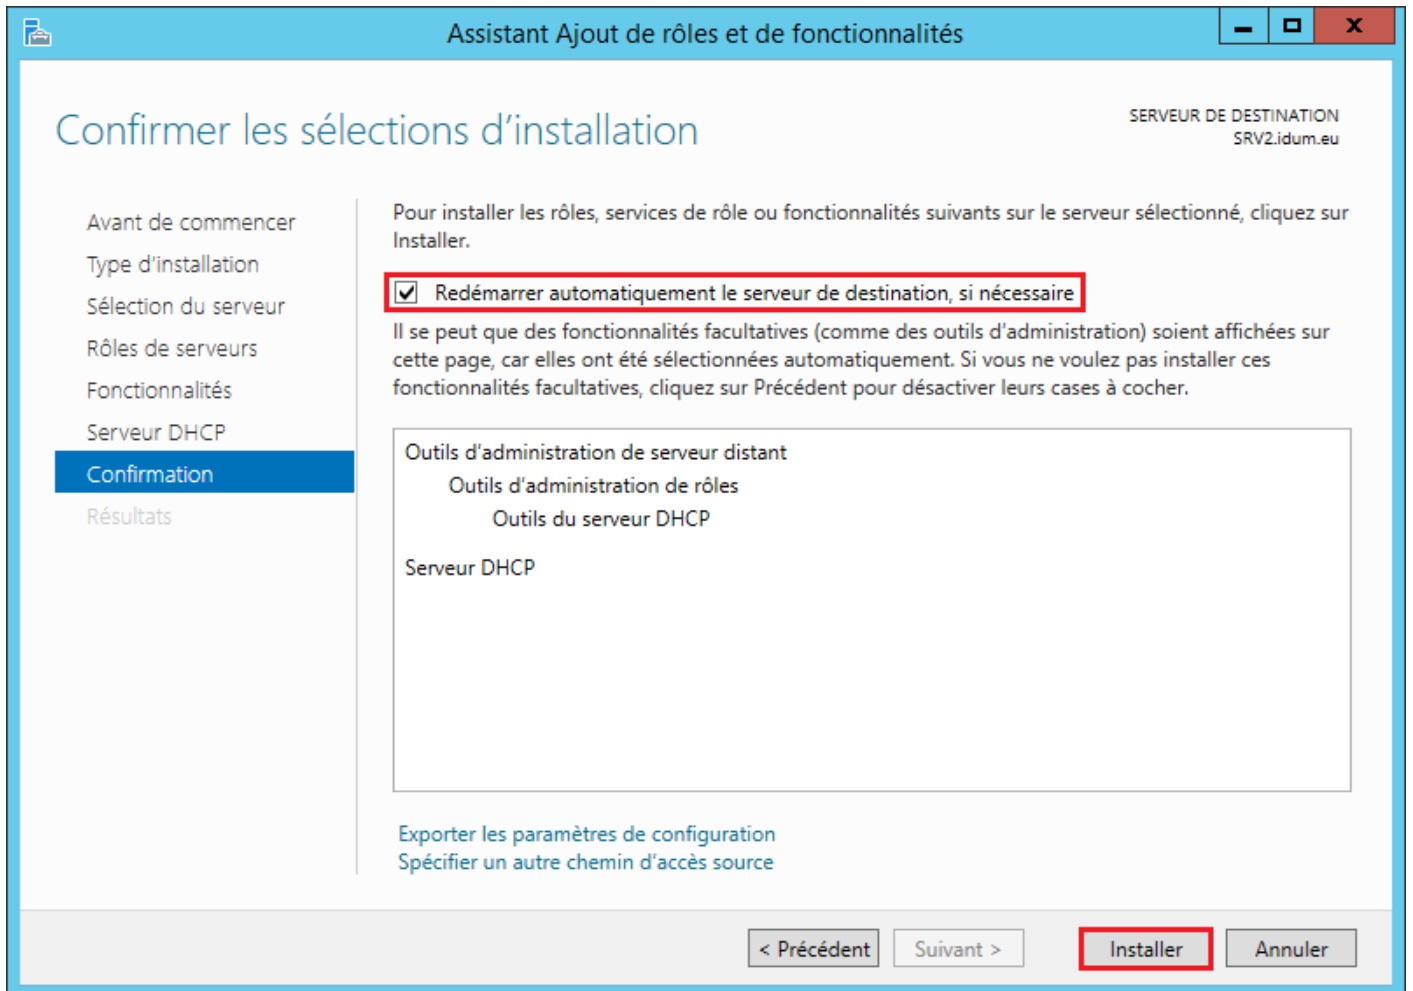 Assistant Ajout de rôles et de fonctionnalités
Confirmer les sélections d'installation
SERVEUR DE DESTINATION
SRV2.idum.eu
Avant de commencer
Type d'installation
Sélection du serveur
Rôles de serveurs
Fonctionnalités
Serveur DHCP
Confirmation
Résultats
Pour installer les rôles, services de rôle ou fonctionnalités suivants sur le serveur sélectionné, cliquez sur
Installer.
Redémarrer automatiquement le serveur de destination, si nécessaire
Il se peut que des fonctionnalités facultatives (comme des outils d'administration) soient affichées sur
cette page, car elles ont été sélectionnées automatiquement. Si vous ne voulez pas installer ces
fonctionnalités facultatives, cliquez sur Précédent pour désactiver leurs cases à cocher.
Outils d'administration de serveur distant
Outils d'administration de rôles
Outils du serveur DHCP
Serveur DHCP
Exporter les paramètres de configuration
Spécifier un autre chemin d'accès source
< Précédent
Suivant >
Installer
Annuler